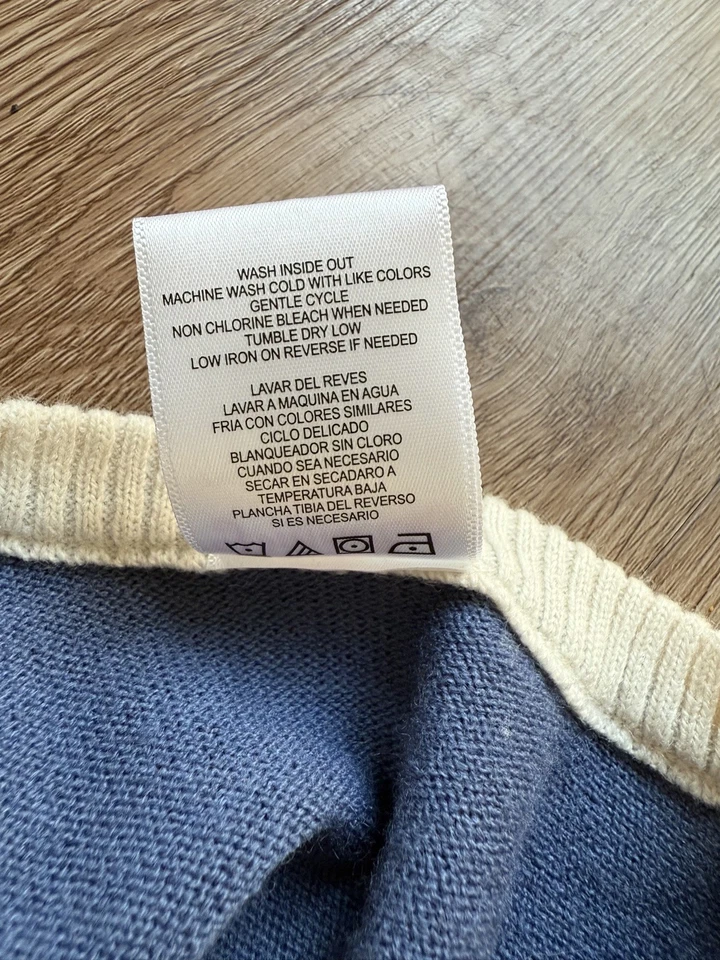 WASH INSIDE OUT
MACHINE WASH COLD WITH LIKE COLORS
GENTLE CYCLE
NON CHLORINE BLEACH WHEN NEEDED
TUMBLE DRY LOW
LOW IRON ON REVERSE IF NEEDED
LAVAR DEL REVES
LAVAR A MAQUINA EN AGUA
FRIA CON COLORES SIMILARES
CICLO DELICADO
BLANQUEADOR SIN CLORO
CUANDO SEA NECESARIO
SECAR EN SECADARO A
TEMPERATURA BAJA
PLANCHA TIBIA DEL REVERSO
SI ES NECESARIO